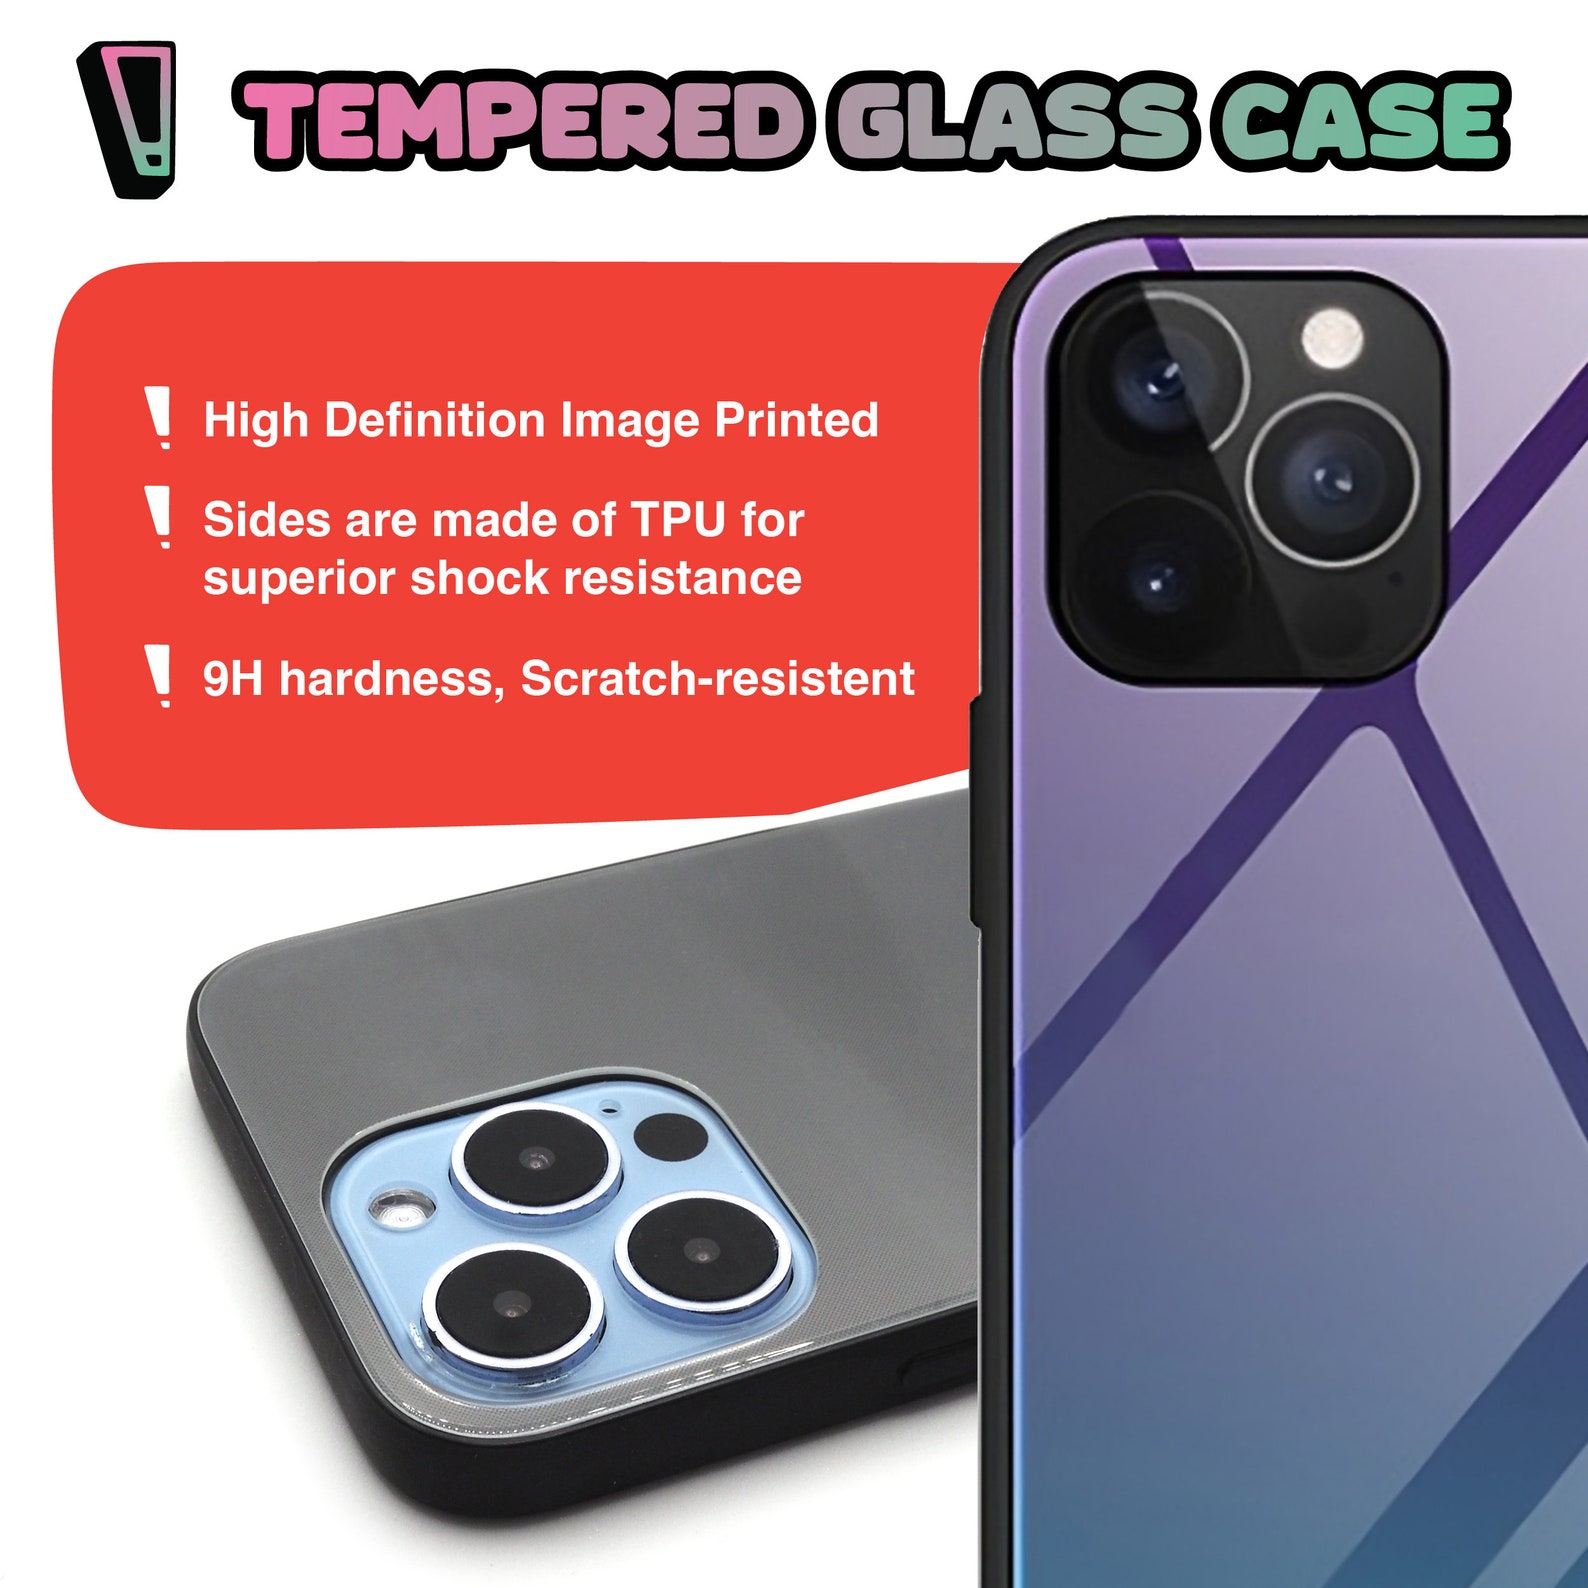 ! TEMPERED GLASS CASE
! High Definition Image Printed
! Sides are made of TPU for
superior shock resistance
! 9H hardness, Scratch-resistent